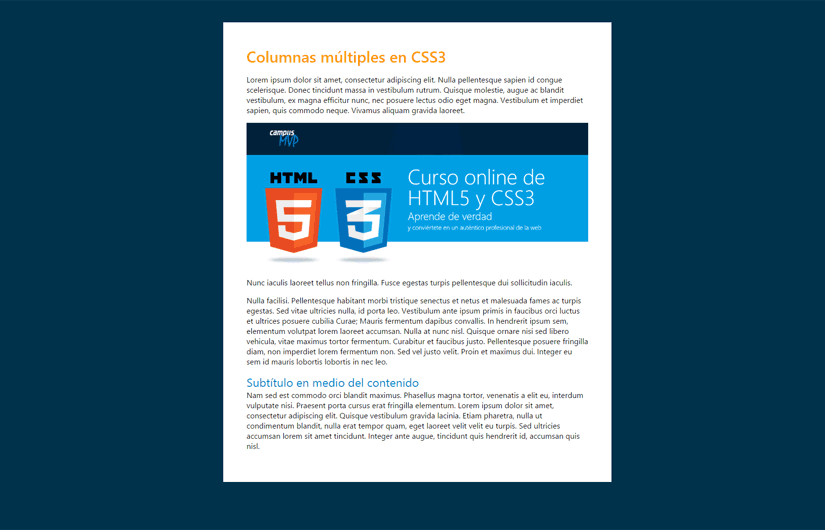 Columnas múltiples en CSS3
Lorem ipsum dolor sit amet, consectetur adipiscing elit. Nulla pellentesque sapien id congue
scelerisque. Donec tincidunt massa in vestibulum rutrum. Quisque molestie, augue ac blandit
vestibulum, ex magna efficitur nunc, nec posuere lectus odio eget magna. Vestibulum et imperdiet
sapien, quis commodo neque. Vivamus aliquam gravida laoreet.
campus
MVP
HTML
CSS
5
3
Curso online de
HTML5 y CSS3
Aprende de verdad
y conviértete en un auténtico profesional de la web
Nunc iaculis laoreet tellus non fringilla. Fusce egestas turpis pellentesque dui sollicitudin iaculis.
Nulla facilisi. Pellentesque habitant morbi tristique senectus et netus et malesuada fames ac turpis
egestas. Sed vitae ultricies nulla, id porta leo. Vestibulum ante ipsum primis in faucibus orci luctus
et ultrices posuere cubilia Curae; Mauris fermentum dapibus convallis. In hendrerit ipsum sem,
elementum volutpat lorem laoreet accumsan. Nulla at nunc nisl. Quisque ornare nisi sed libero
vehicula, vitae maximus tortor fermentum. Curabitur et faucibus justo. Pellentesque posuere fringilla
diam, non imperdiet lorem fermentum non. Sed vel justo velit. Proin et maximus dui. Integer eu
sem id mauris lobortis lobortis in nec leo.
Subtítulo en medio del contenido
Nam sed est commodo orci blandit maximus. Phasellus magna tortor, venenatis a elit eu, interdum
vulputate nisi. Praesent porta cursus erat fringilla elementum. Lorem ipsum dolor sit amet,
consectetur adipiscing elit. Quisque vestibulum gravida lacinia. Etiam pharetra, nulla ut
condimentum blandit, nulla erat tempor quam, eget laoreet velit velit eu turpis. Sed ultricies
accumsan lorem sit amet tincidunt. Integer ante augue, tincidunt quis hendrerit id, accumsan quis
nisl.